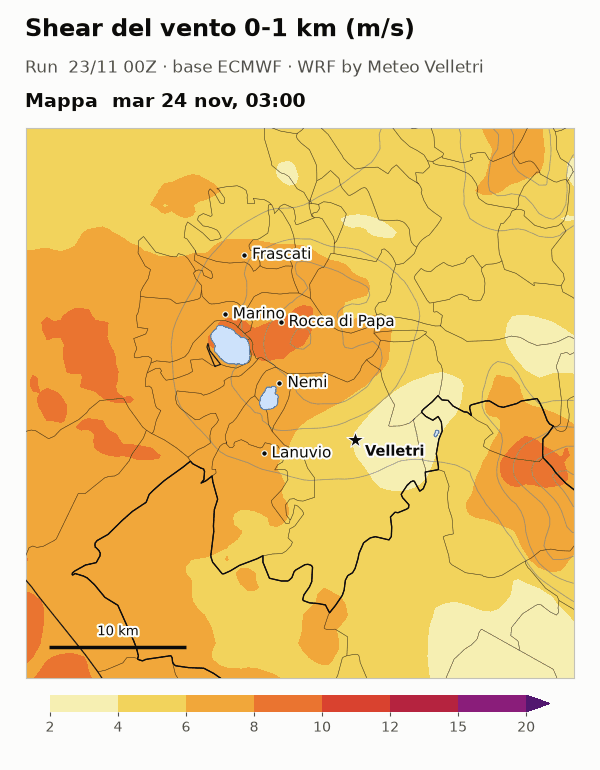 Shear del vento 0-1 km (m/s)
Run  23/11 00Z · base ECMWF · WRF by Meteo Velletri
Mappa  mar 24 nov, 03:00
Frascati
Marino
Rocca di Papa
Nemi
Velletri
Lanuvio
10 km
2 4 6 8 10 12 15 20